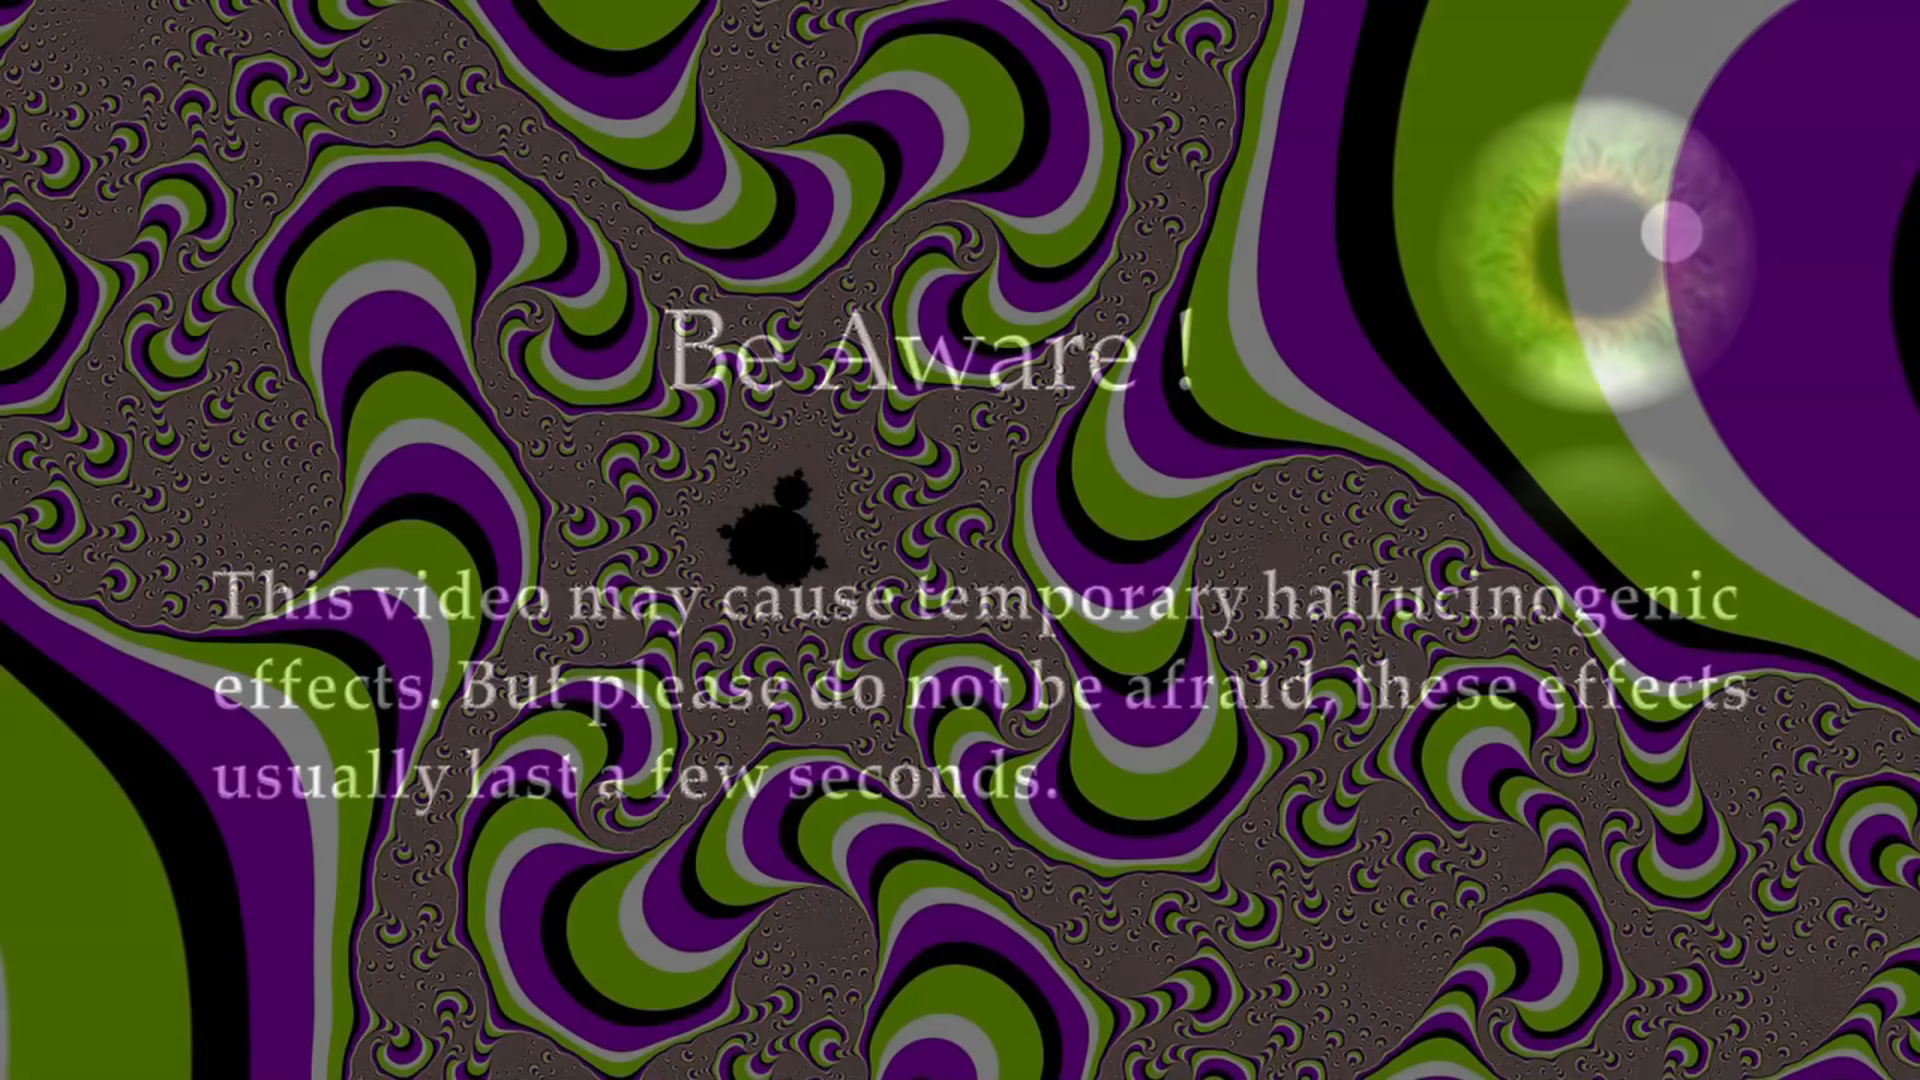 Be Aware !
This video may cause temporary hallucinogenic
effects. But please do not be afraid, these effects
usually last a few seconds.